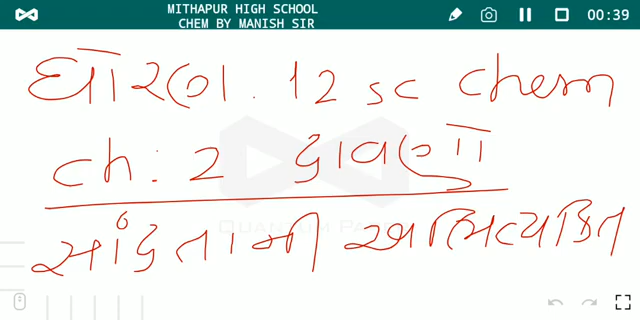 MITHAPUR HIGH SCHOOL
CHEM BY MANISH SIR
00:39
ધોરણ. 12 sc chem
ch : 2 દ્રાવણો
સાંદ્રતાની અભિવ્યક્તિ